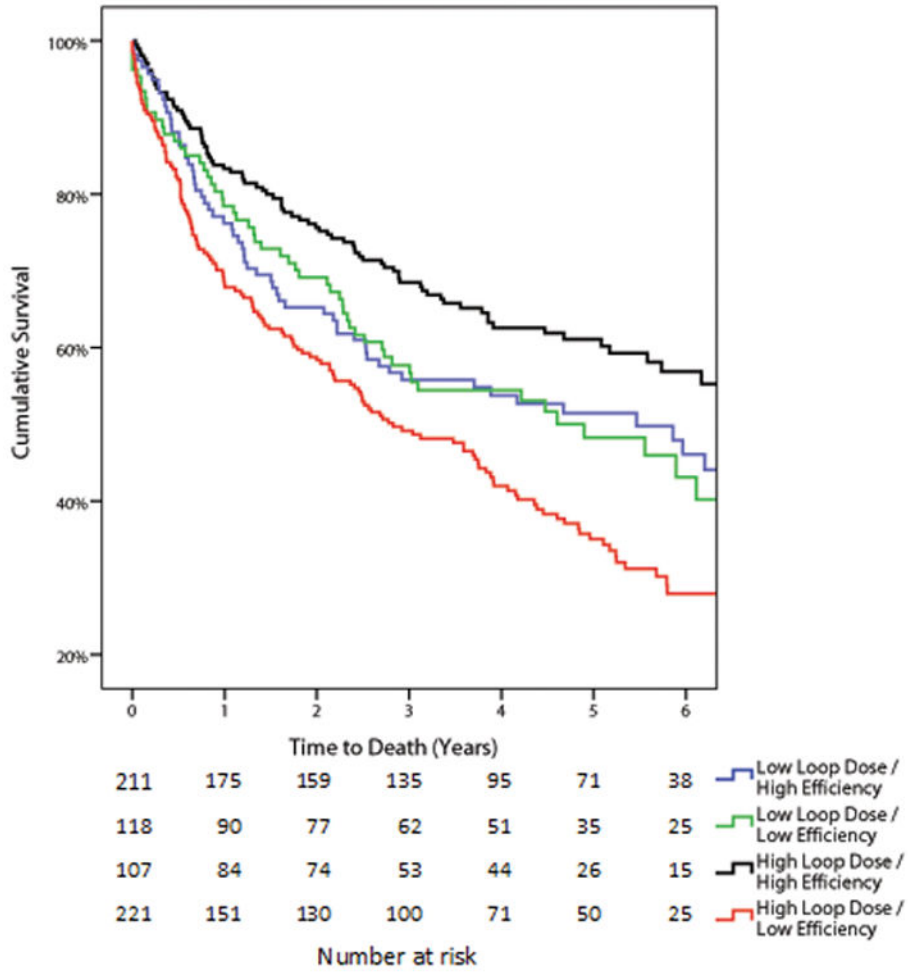 100%
80%
60%
40%
20%
Cumulative Survival
0 1 2 3 4 5 6
Time to Death (Years)
211 175 159 135 95 71 38 Low Loop Dose /
High Efficiency
118 90 77 62 51 35 25 Low Loop Dose /
Low Efficiency
107 84 74 53 44 26 15 High Loop Dose /
High Efficiency
221 151 130 100 71 50 25 High Loop Dose /
Low Efficiency
Number at risk